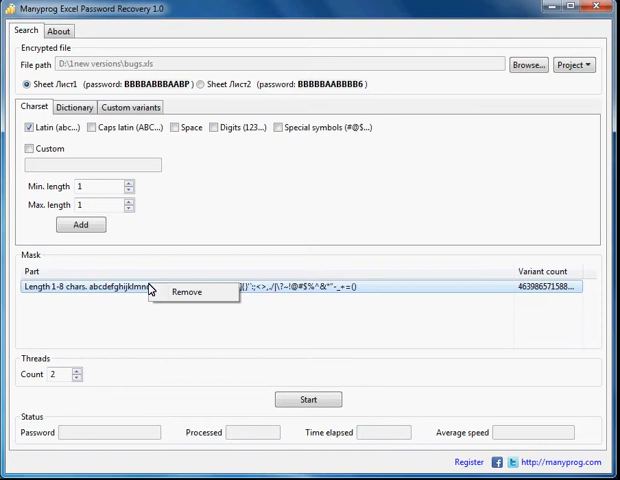 Manyprog Excel Password Recovery 1.0
Search About
Encrypted file
File path D:\1new versions\bugs.xls Browse... Project
Sheet Лист1 (password: BBBBABBBAABP ) Sheet Лист2 (password: BBBBBAABBBB6 )
Charset Dictionary Custom variants
Latin (abc...) Caps latin (ABC...) Space Digits (123...) Special symbols (#@$...)
Custom
Min. length 1
Max. length 1
Add
Mask
Part Variant count
Length 1-8 chars. abcdefghijklmno []{}'`:;<>,./|\?~!@#$%^&*"-_+=() 463986571588...
Remove
Threads
Count 2
Start
Status
Password Processed Time elapsed Average speed
Register http://manyprog.com